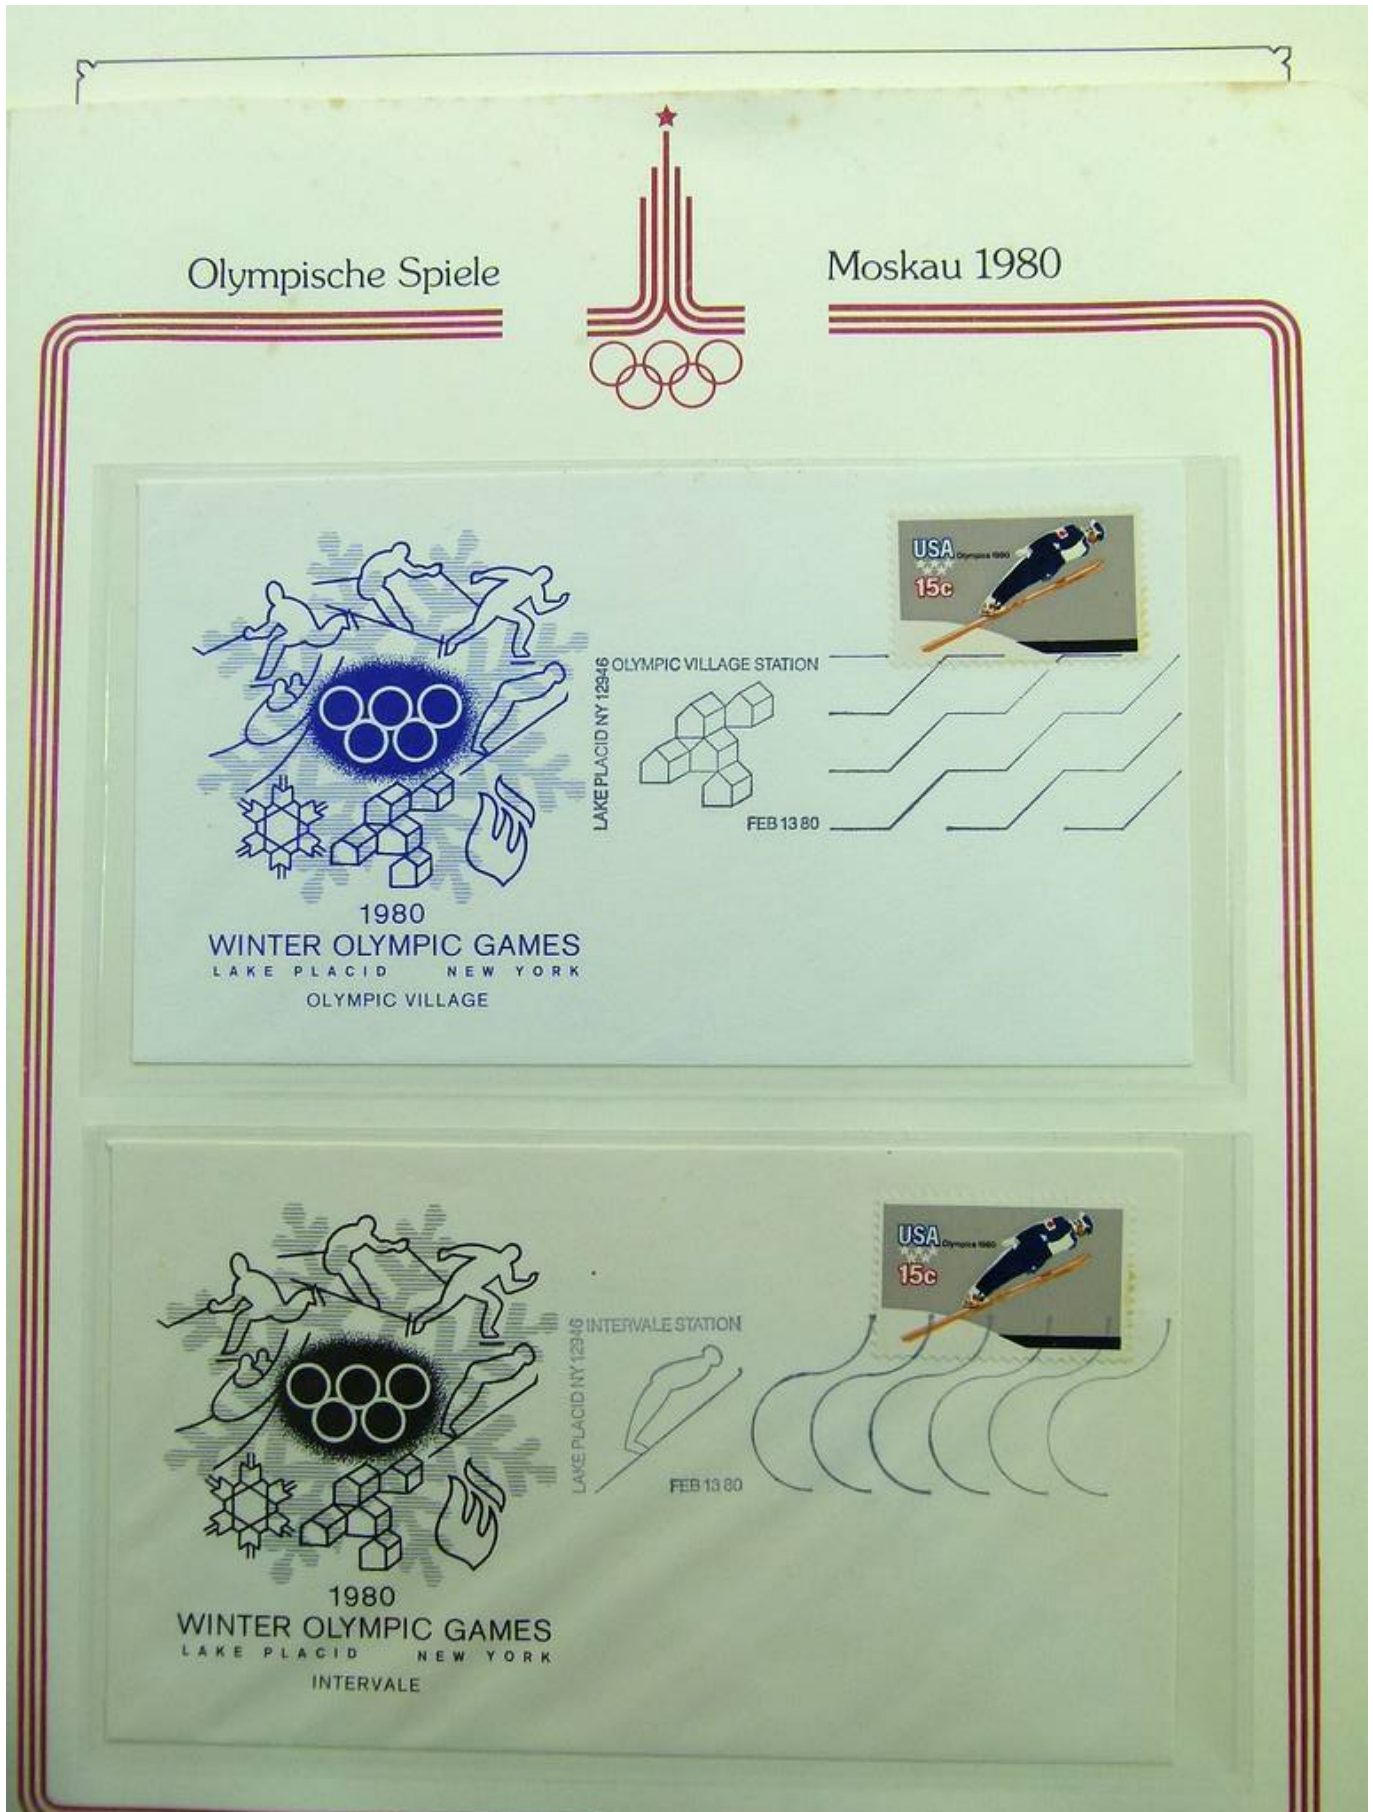 Olympische Spiele
Moskau 1980
USA Olympics 1980
15c
LAKE PLACID NY 12946
OLYMPIC VILLAGE STATION
FEB 13 80
1980
WINTER OLYMPIC GAMES
LAKE PLACID NEW YORK
OLYMPIC VILLAGE
USA Olympics 1980
15c
LAKE PLACID NY 12946
INTERVALE STATION
FEB 13 80
1980
WINTER OLYMPIC GAMES
LAKE PLACID NEW YORK
INTERVALE